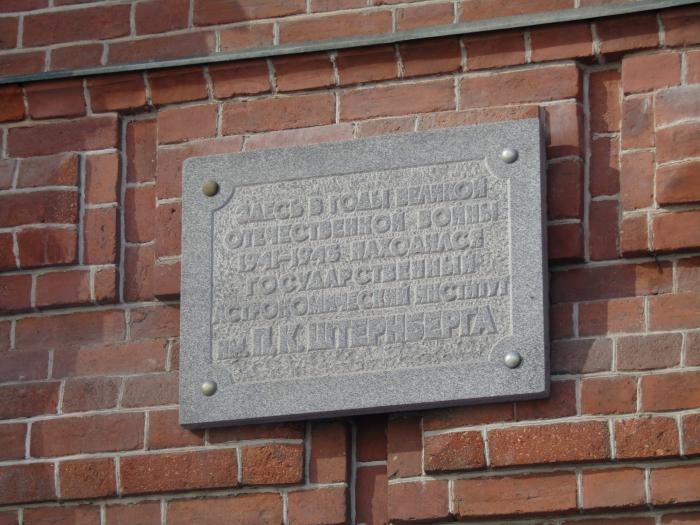 ЗДЕСЬ В ГОДЫ ВЕЛИКОЙ
ОТЕЧЕСТВЕННОЙ ВОЙНЫ
1941-1945 НАХОДИЛСЯ
ГОСУДАРСТВЕННЫЙ
АСТРОНОМИЧЕСКИЙ ИНСТИТУТ
ИМ. П.К. ШТЕРНБЕРГА